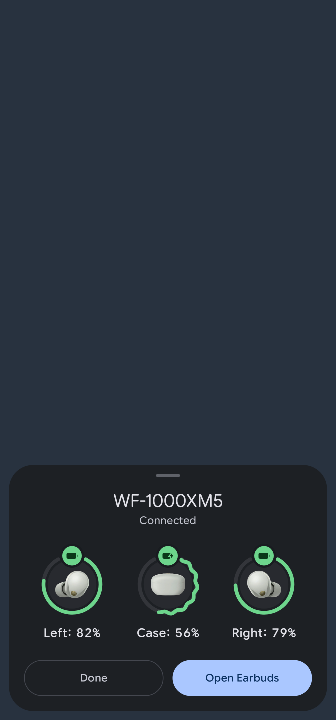 WF-1000XM5
Connected
Left: 82%
Case: 56%
Right: 79%
Done
Open Earbuds